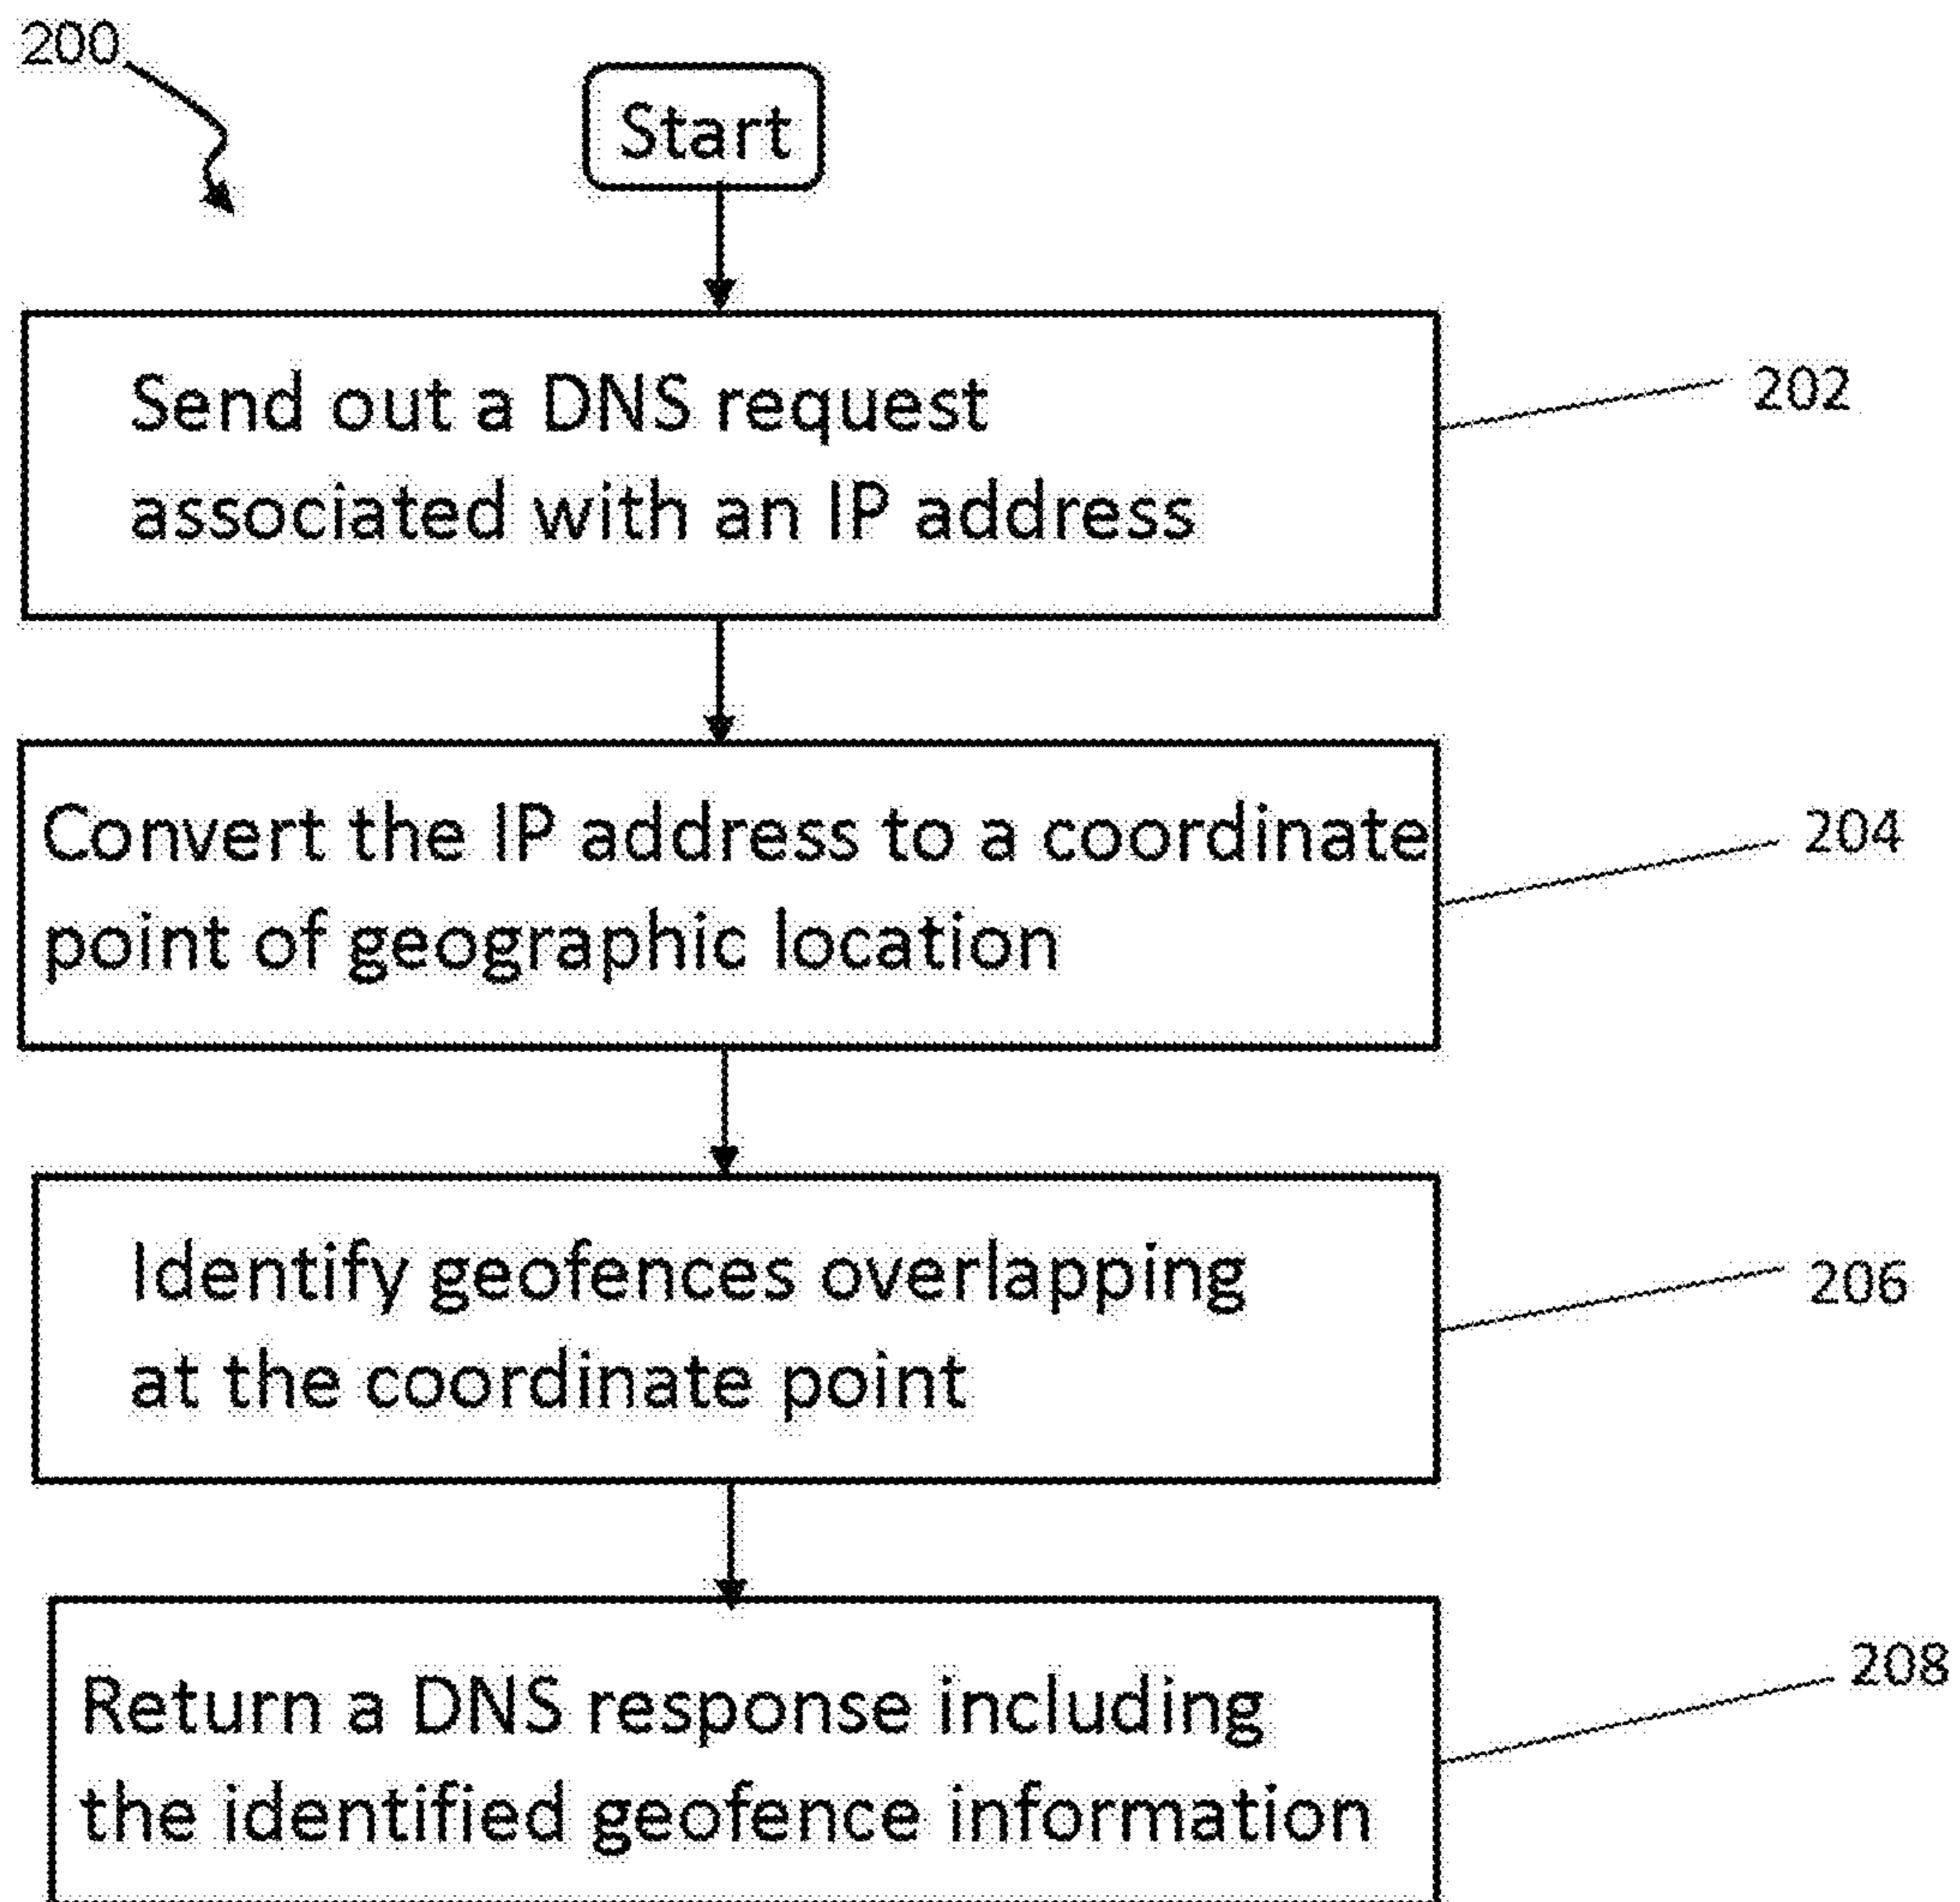 200
Start
Send out a DNS request
associated with an IP address
202
Convert the IP address to a coordinate
point of geographic location
204
Identify geofences overlapping
at the coordinate point
206
Return a DNS response including
the identified geofence information
208